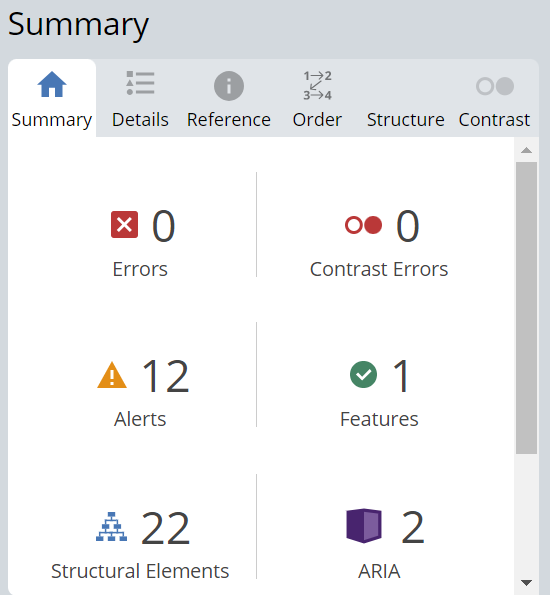 Summary
Summary Details Reference Order Structure Contrast
1 2
3 4
0 0
Errors Contrast Errors
12 1
Alerts Features
22 2
Structural Elements ARIA